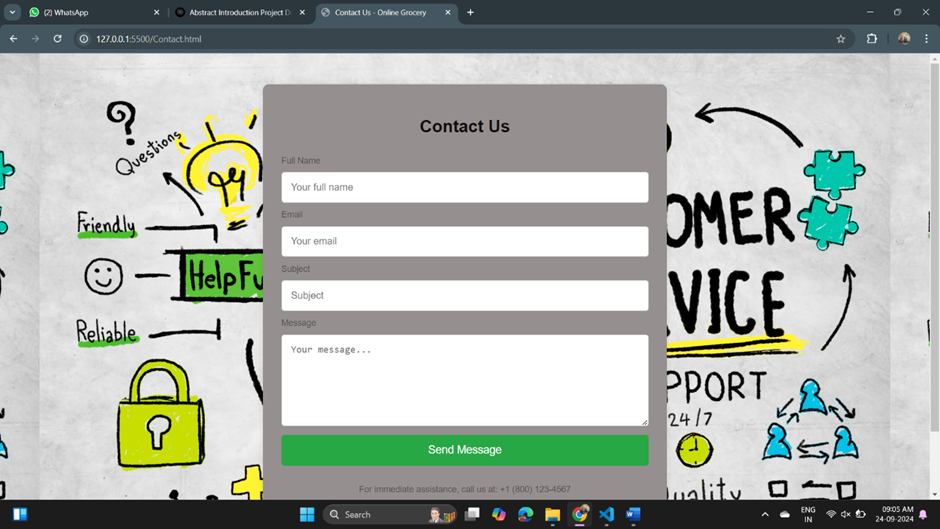 (2) WhatsApp
Abstract Introduction Project D
Contact Us - Online Grocery
127.0.0.1:5500/Contact.html
?
Questions
Friendly
HelpFu
Reliable
OMER
VICE
PPORT
24/7
uality
Contact Us
Full Name
Your full name
Email
Your email
Subject
Subject
Message
Your message...
Send Message
For immediate assistance, call us at: +1 (800) 123-4567
Search
ENG
IN
09:05 AM
24-09-2024